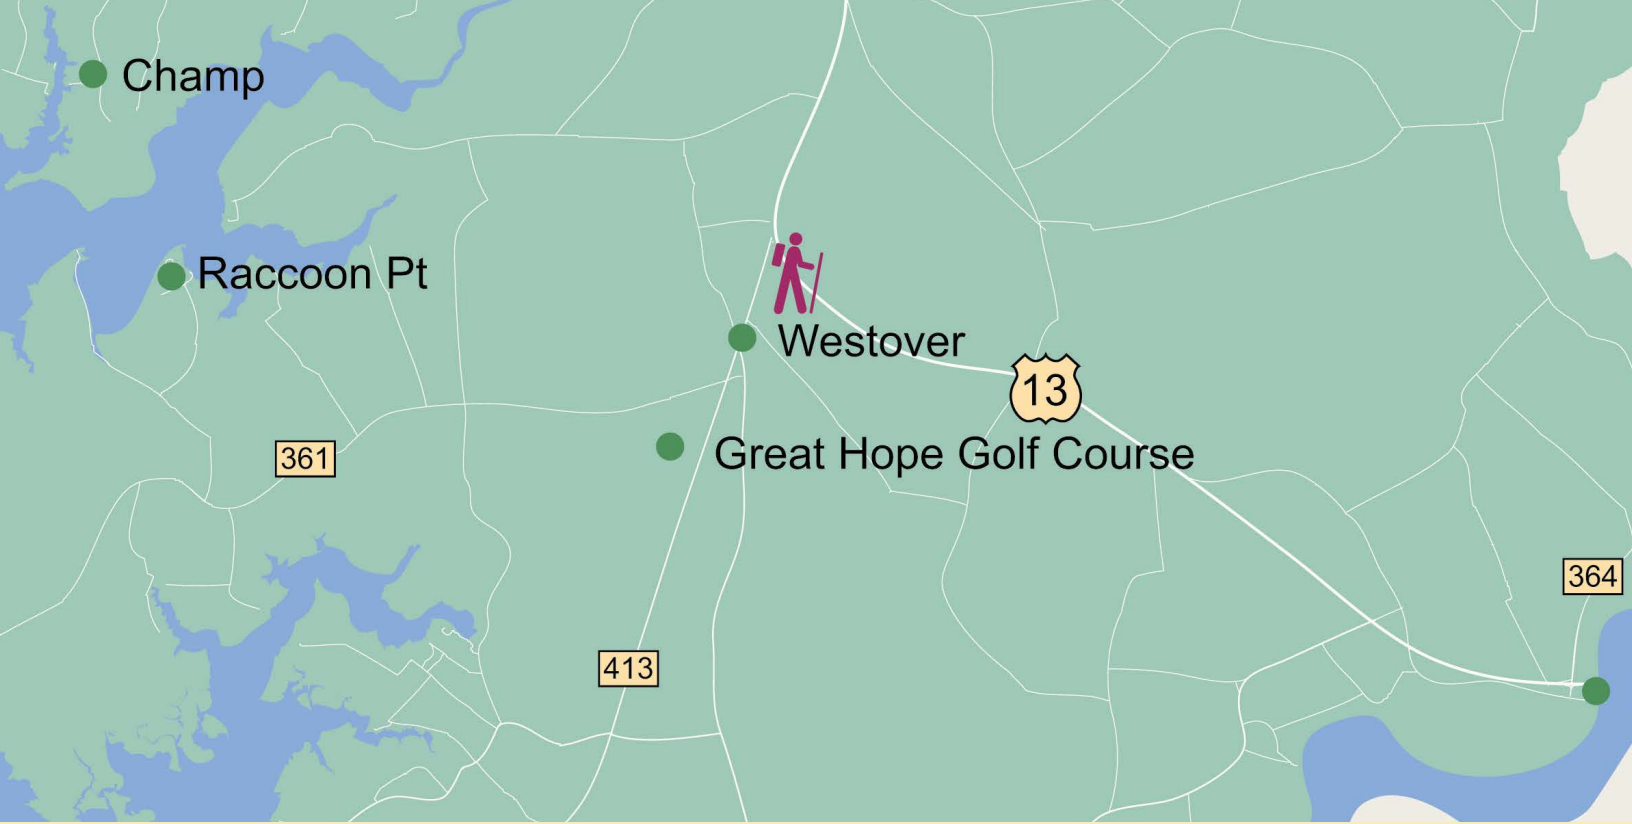 Champ
Raccoon Pt
Westover
13
Great Hope Golf Course
361
364
413